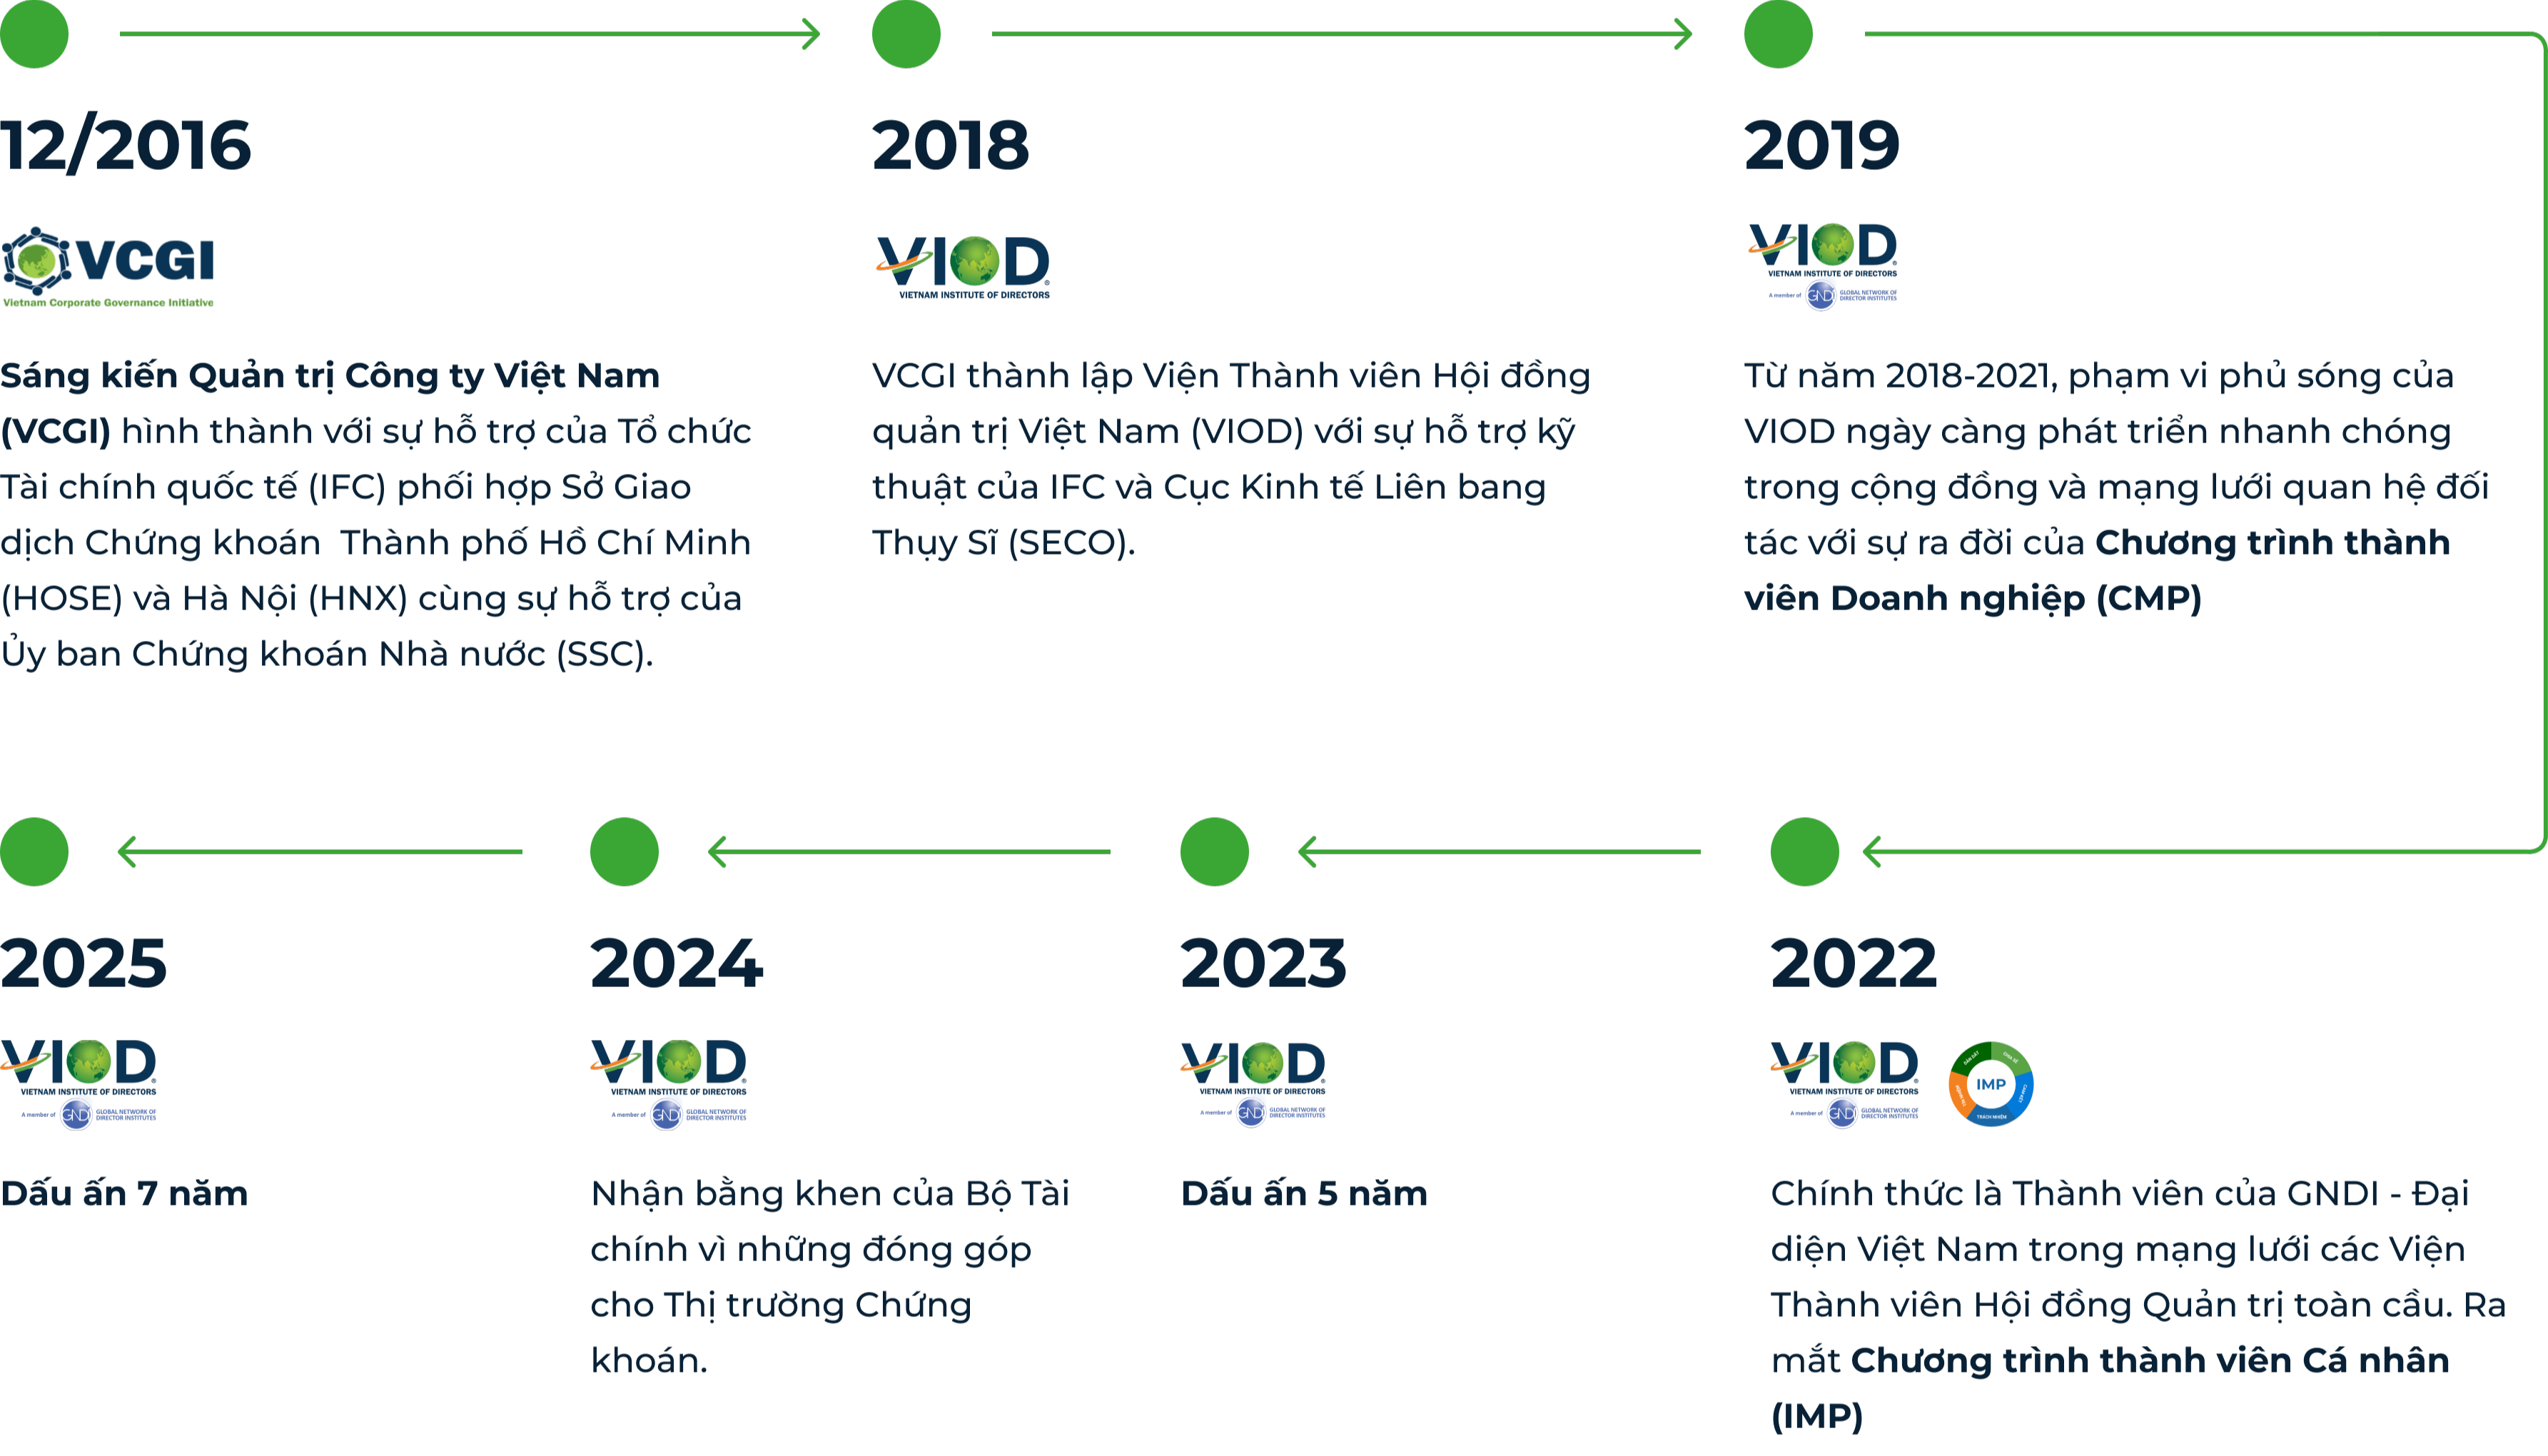 12/2016
VCGI
Vietnam Corporate Governance Initiative
Sáng kiến Quản trị Công ty Việt Nam
(VCGI) hình thành với sự hỗ trợ của Tổ chức
Tài chính quốc tế (IFC) phối hợp Sở Giao
dịch Chứng khoán Thành phố Hồ Chí Minh
(HOSE) và Hà Nội (HNX) cùng sự hỗ trợ của
Ủy ban Chứng khoán Nhà nước (SSC).
2018
VIOD
VIETNAM INSTITUTE OF DIRECTORS
VCGI thành lập Viện Thành viên Hội đồng
quản trị Việt Nam (VIOD) với sự hỗ trợ kỹ
thuật của IFC và Cục Kinh tế Liên bang
Thụy Sĩ (SECO).
2019
VIOD
VIETNAM INSTITUTE OF DIRECTORS
A member of GNDI GLOBAL NETWORK OF
DIRECTOR INSTITUTES
Từ năm 2018-2021, phạm vi phủ sóng của
VIOD ngày càng phát triển nhanh chóng
trong cộng đồng và mạng lưới quan hệ đối
tác với sự ra đời của Chương trình thành
viên Doanh nghiệp (CMP)
2022
VIOD
VIETNAM INSTITUTE OF DIRECTORS
A member of GNDI GLOBAL NETWORK OF
DIRECTOR INSTITUTES
IMP
CHIA SẺ
TRÁCH NHIỆM
Chính thức là Thành viên của GNDI - Đại
diện Việt Nam trong mạng lưới các Viện
Thành viên Hội đồng Quản trị toàn cầu. Ra
mắt Chương trình thành viên Cá nhân
(IMP)
2023
VIOD
VIETNAM INSTITUTE OF DIRECTORS
A member of GNDI GLOBAL NETWORK OF
DIRECTOR INSTITUTES
Dấu ấn 5 năm
2024
VIOD
VIETNAM INSTITUTE OF DIRECTORS
A member of GNDI GLOBAL NETWORK OF
DIRECTOR INSTITUTES
Nhận bằng khen của Bộ Tài
chính vì những đóng góp
cho Thị trường Chứng
khoán.
2025
VIOD
VIETNAM INSTITUTE OF DIRECTORS
A member of GNDI GLOBAL NETWORK OF
DIRECTOR INSTITUTES
Dấu ấn 7 năm